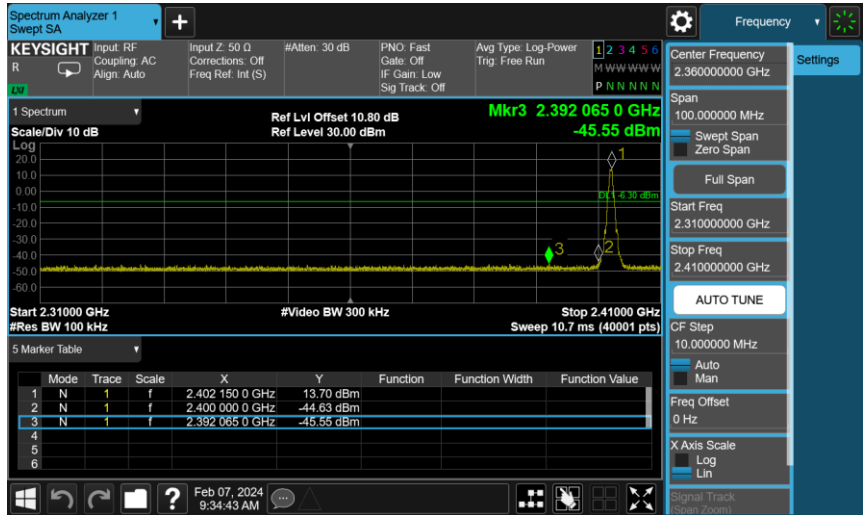 Spectrum Analyzer 1
Swept SA
+
Frequency
KEYSIGHT
R
LXI
Input: RF
Coupling: AC
Align: Auto
Input Z: 50 Ω
Corrections: Off
Freq Ref: Int (S)
#Atten: 30 dB
PNO: Fast
Gate: Off
IF Gain: Low
Sig Track: Off
Avg Type: Log-Power
Trig: Free Run
1 2 3 4 5 6
M W W W W W
P N N N N N
Center Frequency
2.360000000 GHz
Settings
Span
100.000000 MHz
Swept Span
Zero Span
Full Span
Start Freq
2.310000000 GHz
Stop Freq
2.410000000 GHz
AUTO TUNE
CF Step
10.000000 MHz
Auto
Man
Freq Offset
0 Hz
X Axis Scale
Log
Lin
Signal Track
(Span Zoom)
1 Spectrum
Scale/Div 10 dB
Ref Lvl Offset 10.80 dB
Ref Level 30.00 dBm
Mkr3 2.392 065 0 GHz
-45.55 dBm
Log
20.0
10.0
0.00
-10.0
-20.0
-30.0
-40.0
-50.0
-60.0
1
DL1 -6.30 dBm
3
2
Start 2.31000 GHz
#Res BW 100 kHz
#Video BW 300 kHz
Stop 2.41000 GHz
Sweep 10.7 ms (40001 pts)
5 Marker Table
Mode Trace Scale X Y Function Function Width Function Value
1 N 1 f 2.402 150 0 GHz 13.70 dBm
2 N 1 f 2.400 000 0 GHz -44.63 dBm
3 N 1 f 2.392 065 0 GHz -45.55 dBm
4
5
6
?
Feb 07, 2024
9:34:43 AM